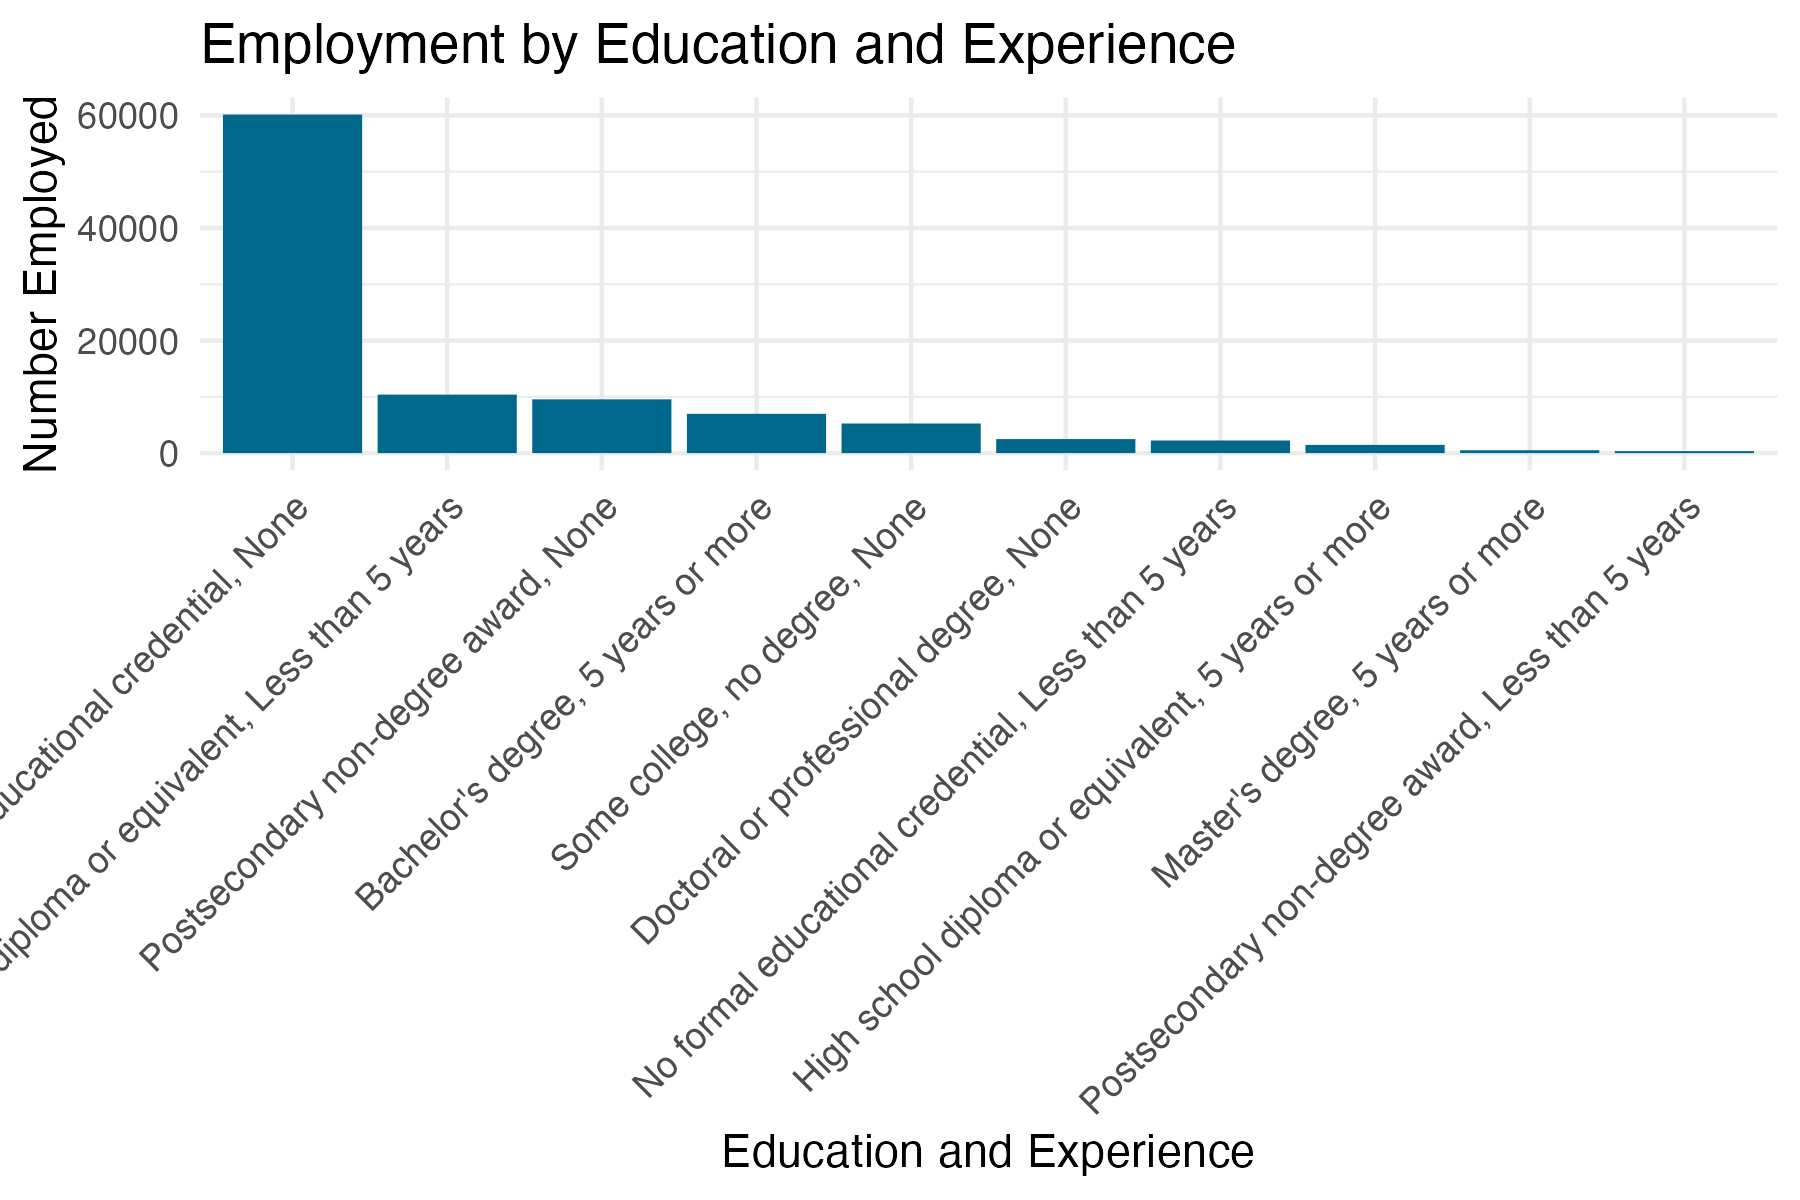 Employment by Education and Experience
Number Employed
60000
40000
20000
0
educational credential, None
diploma or equivalent, Less than 5 years
Postsecondary non-degree award, None
Bachelor's degree, 5 years or more
Some college, no degree, None
Doctoral or professional degree, None
No formal educational credential, Less than 5 years
High school diploma or equivalent, 5 years or more
Master's degree, 5 years or more
Postsecondary non-degree award, Less than 5 years
Education and Experience